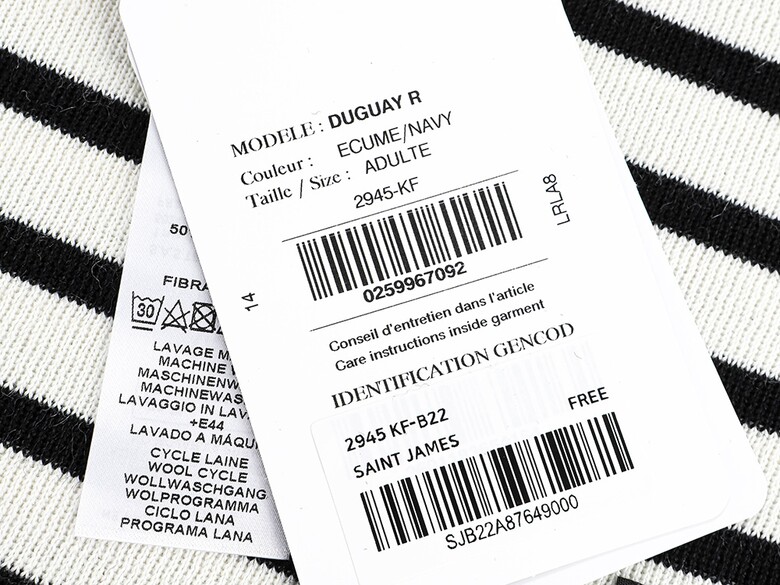 MODELE : DUGUAY R
Couleur : ECUME/NAVY
Taille / Size : ADULTE
2945-KF
LRLA8
0259967092
14
Conseil d'entretien dans l'article
Care instructions inside garment
IDENTIFICATION GENCOD
2945 KF-B22 FREE
SAINT JAMES
SJB22A87649000
50
FIBRA
30
LAVAGE M
MACHINE
MASCHINENW
MACHINEWAS
LAVAGGIO IN LAV
+E44
LAVADO A MÁQU
CYCLE LAINE
WOOL CYCLE
WOLLWASCHGANG
WOLPROGRAMMA
CICLO LANA
PROGRAMA LANA